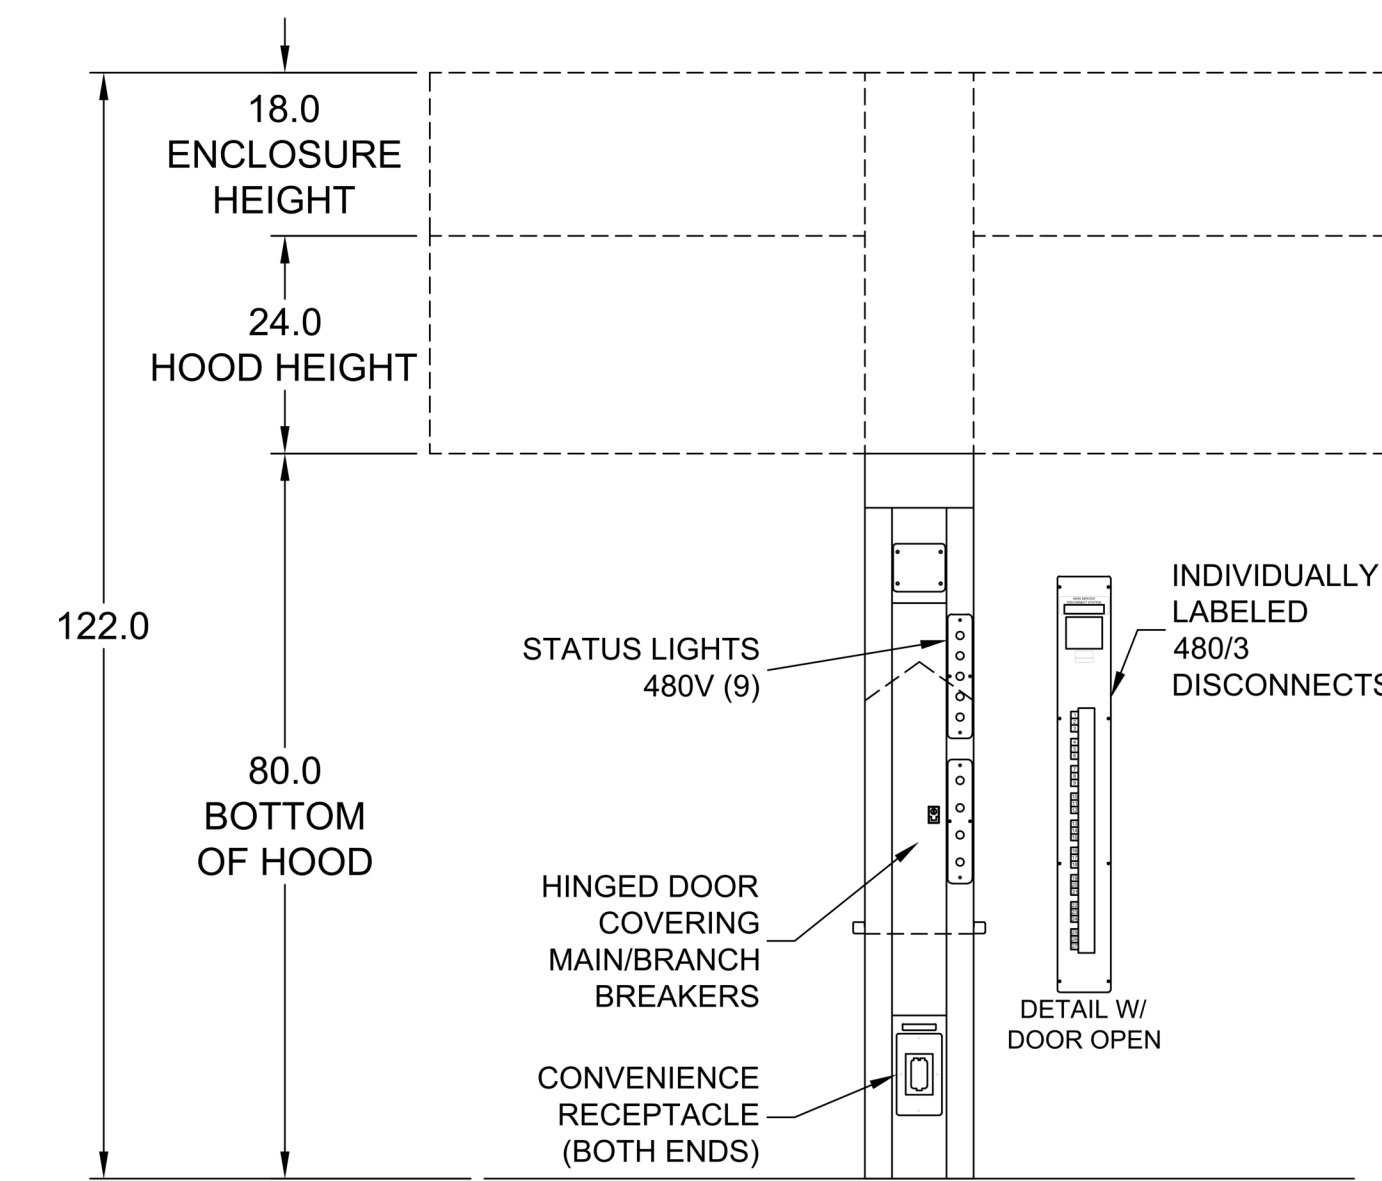 18.0
ENCLOSURE
HEIGHT
24.0
HOOD HEIGHT
122.0
80.0
BOTTOM
OF HOOD
STATUS LIGHTS
480V (9)
HINGED DOOR
COVERING
MAIN/BRANCH
BREAKERS
CONVENIENCE
RECEPTACLE
(BOTH ENDS)
INDIVIDUALLY
LABELED
480/3
DISCONNECTS
DETAIL W/
DOOR OPEN